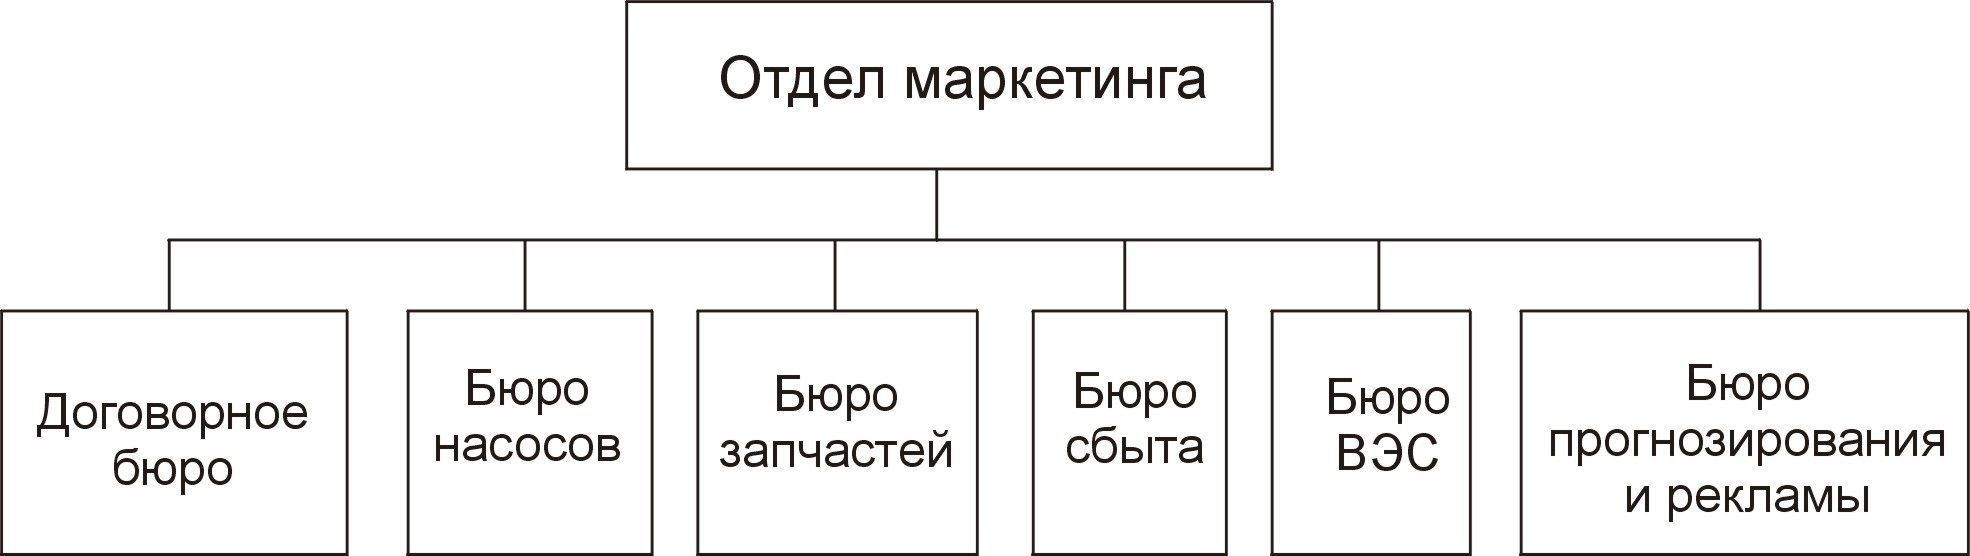 Отдел маркетинга
Договорное
бюро
Бюро
насосов
Бюро
запчастей
Бюро
сбыта
Бюро
ВЭС
Бюро
прогнозирования
и рекламы